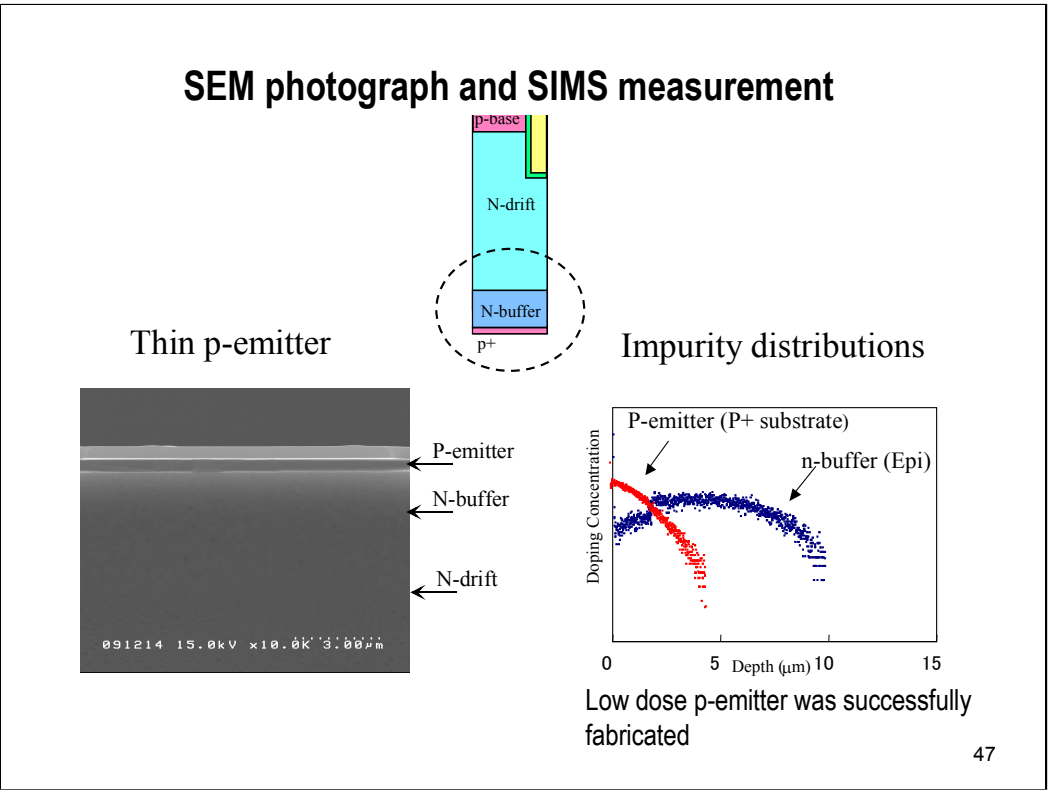 SEM photograph and SIMS measurement
p-base
N-drift
N-buffer
p+
Thin p-emitter
P-emitter
N-buffer
N-drift
091214 15.0kV x10.0K 3.00μm
Impurity distributions
P-emitter (P+ substrate)
n-buffer (Epi)
Doping Concentration
0 5 10 15
Depth (μm)
Low dose p-emitter was successfully
fabricated
47